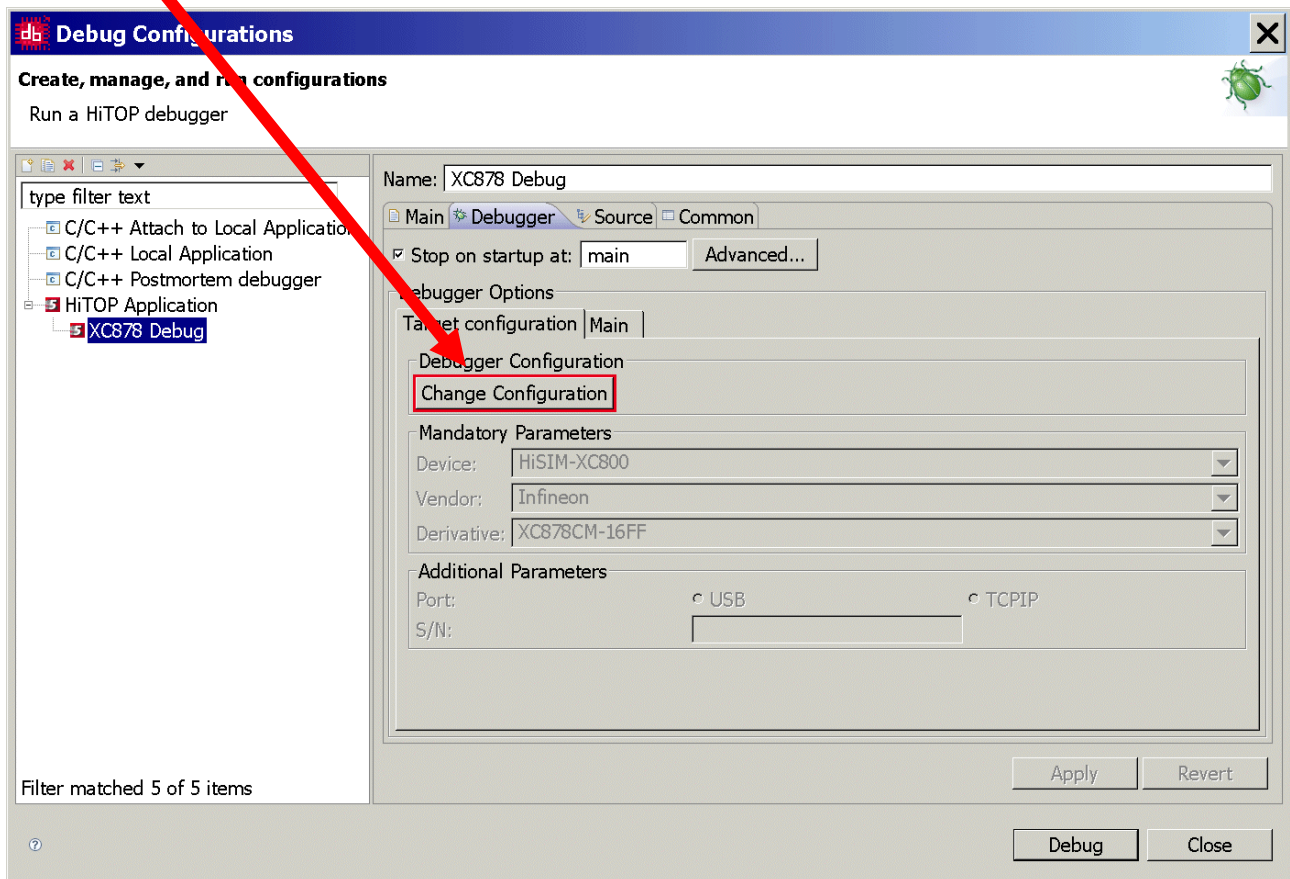 Debug Configurations
Create, manage, and run configurations
Run a HiTOP debugger
type filter text
C/C++ Attach to Local Application
C/C++ Local Application
C/C++ Postmortem debugger
HiTOP Application
XC878 Debug
Filter matched 5 of 5 items
Name: XC878 Debug
Main Debugger Source Common
Stop on startup at: main Advanced...
Debugger Options
Target configuration Main
Debugger Configuration
Change Configuration
Mandatory Parameters
Device: HiSIM-XC800
Vendor: Infineon
Derivative: XC878CM-16FF
Additional Parameters
Port: USB TCPIP
S/N:
Apply Revert
Debug Close